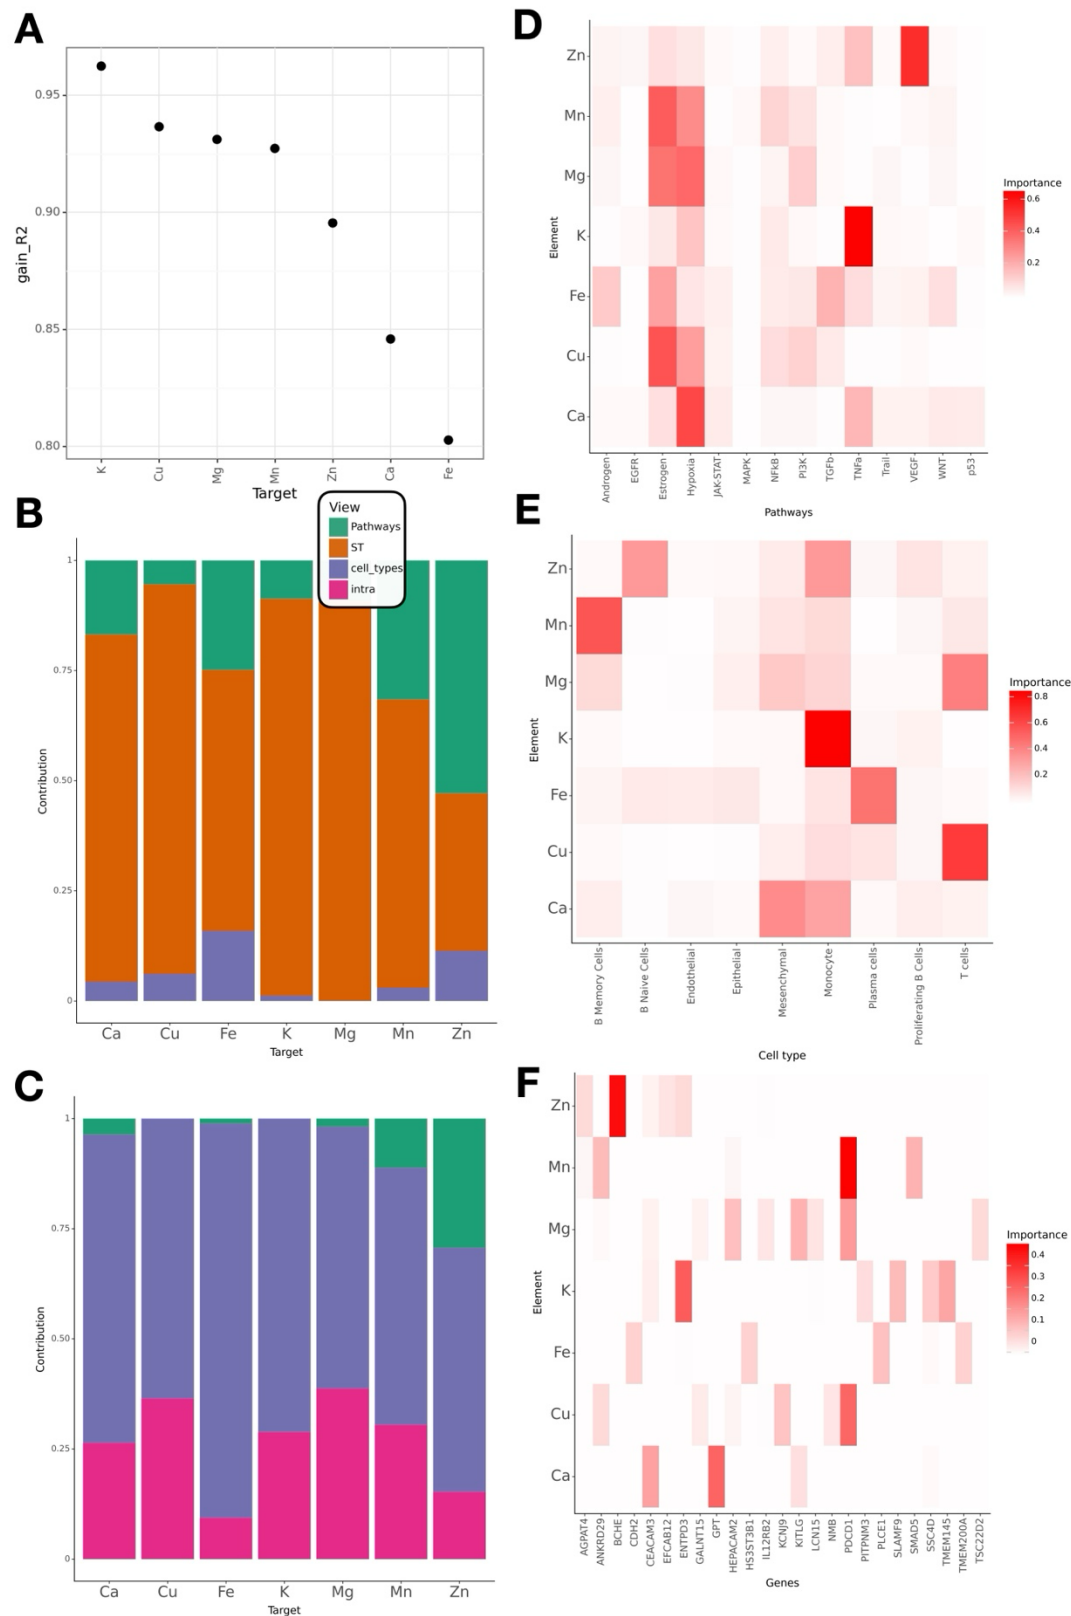 A
gain_R2
0.95
0.90
0.85
0.80
K
Cu
Mg
Mn
Zn
Ca
Fe
Target
B
View
Pathways
ST
cell_types
intra
Contribution
1
0.75
0.50
0.25
0
Ca
Cu
Fe
K
Mg
Mn
Zn
Target
C
Contribution
1
0.75
0.50
0.25
0
Ca
Cu
Fe
K
Mg
Mn
Zn
Target
D
Element
Zn
Mn
Mg
K
Fe
Cu
Ca
Androgen
EGFR
Estrogen
Hypoxia
JAK-STAT
MAPK
NFkB
PI3K
TGFb
TNFa
Trail
VEGF
WNT
p53
Pathways
Importance
0.6
0.4
0.2
E
Element
Zn
Mn
Mg
K
Fe
Cu
Ca
B Memory Cells
B Naive Cells
Endothelial
Epithelial
Mesenchymal
Monocyte
Plasma cells
Proliferating B Cells
T cells
Cell type
Importance
0.8
0.6
0.4
0.2
F
Element
Zn
Mn
Mg
K
Fe
Cu
Ca
AGPAT4
ANKRD29
BCHE
CDH2
CEACAM3
EFCAB12
ENTPD3
GALNT15
GPT
HEPACAM2
HS3ST3B1
IL12RB2
KCNJ9
KITLG
LCN15
NMB
PDCD1
PITPNM3
PLCE1
SLAMF9
SMAD5
SSC4D
TMEM145
TMEM200A
TSC22D2
Genes
Importance
0.4
0.3
0.2
0.1
0